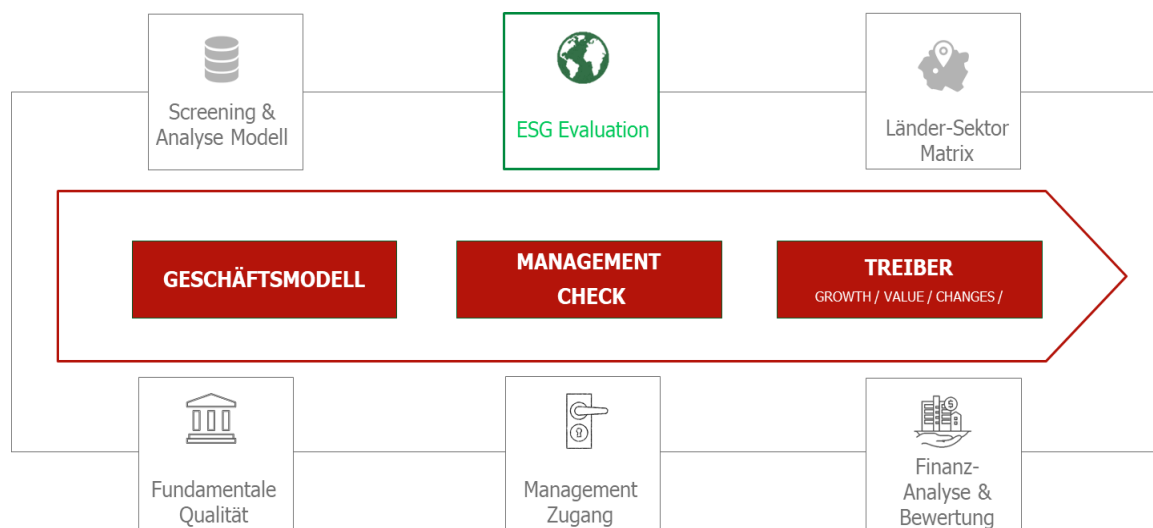 Screening &
Analyse Modell
ESG Evaluation
Länder-Sektor
Matrix
GESCHÄFTSMODELL
MANAGEMENT
CHECK
TREIBER
GROWTH / VALUE / CHANGES /
Fundamentale
Qualität
Management
Zugang
Finanz-
Analyse &
Bewertung